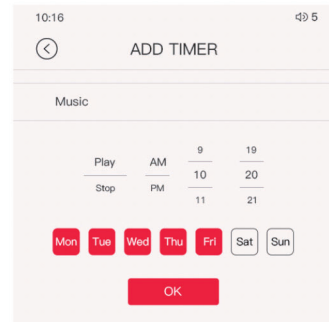 10:16 5
ADD TIMER
Music
9 19
Play AM 10 20
Stop PM 11 21
Mon Tue Wed Thu Fri Sat Sun
OK